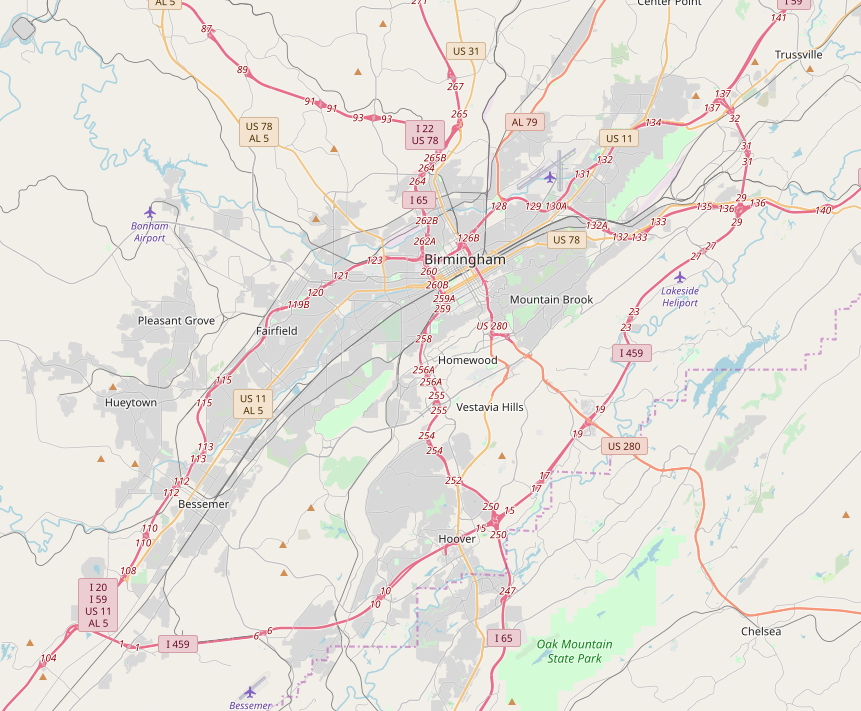 AL 5
271
Center Point
I 59
141
87
US 31
Trussville
89
267
91
91
93
93
265
AL 79
137
137
32
US 78
AL 5
I 22
US 78
134
US 11
265B
264
264
132
31
31
131
I 65
128
129
130A
29
135
136
136
140
29
Bonham
Airport
262B
133
132A
262A
126B
US 78
132
133
27
27
123
Birmingham
121
260
260B
120
259A
259
Mountain Brook
Lakeside
Heliport
119B
Pleasant Grove
Fairfield
US 280
23
23
258
I 459
Homewood
256A
256A
115
115
255
255
Hueytown
US 11
AL 5
Vestavia Hills
19
19
254
254
US 280
113
113
112
112
252
17
17
Bessemer
250
15
15
250
110
110
Hoover
108
10
10
247
I 20
I 59
US 11
AL 5
6
6
Chelsea
1
1
I 459
I 65
Oak Mountain
State Park
104
Bessemer